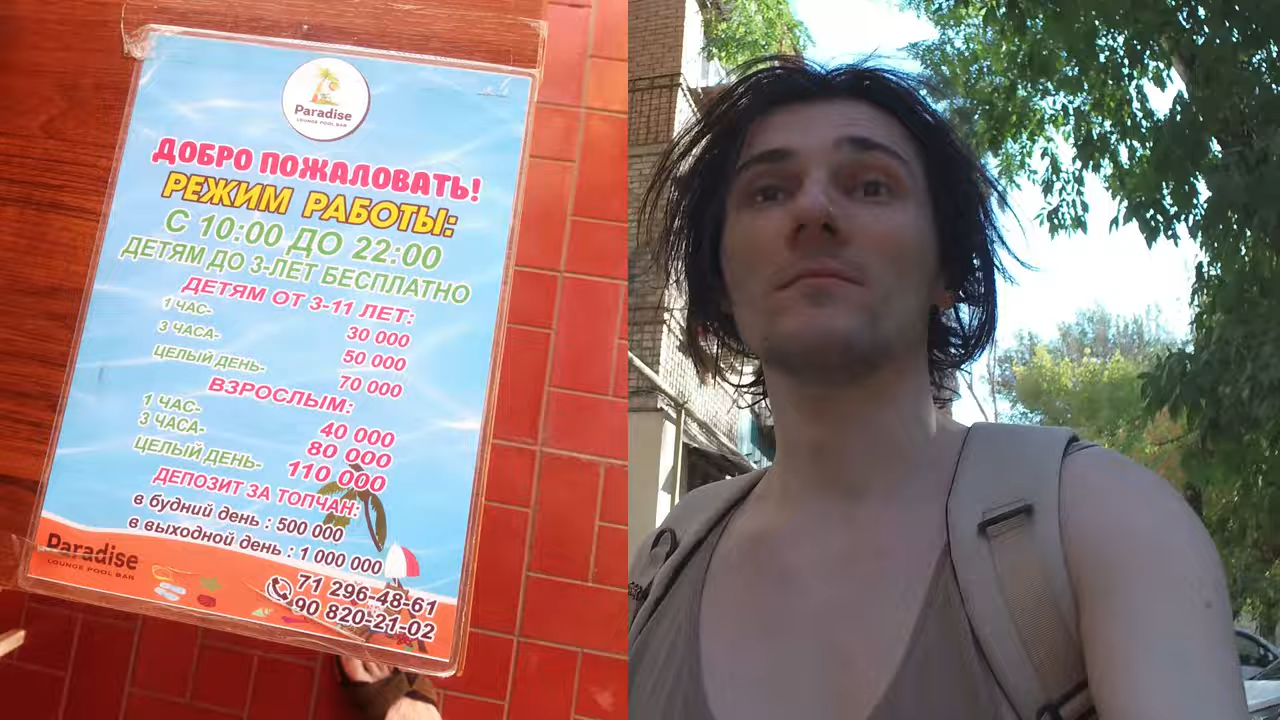 Paradise
LOUNGE POOL BAR
ДОБРО ПОЖАЛОВАТЬ!
РЕЖИМ РАБОТЫ:
С 10:00 ДО 22:00
ДЕТЯМ ДО 3-ЛЕТ БЕСПЛАТНО
ДЕТЯМ ОТ 3-11 ЛЕТ:
1 ЧАС- 30 000
3 ЧАСА- 50 000
ЦЕЛЫЙ ДЕНЬ- 70 000
ВЗРОСЛЫМ:
1 ЧАС- 40 000
3 ЧАСА- 80 000
ЦЕЛЫЙ ДЕНЬ- 110 000
ДЕПОЗИТ ЗА ТОПЧАН:
в будний день : 500 000
в выходной день : 1 000 000
Paradise
LOUNGE POOL BAR
71 296-48-61
90 820-21-02